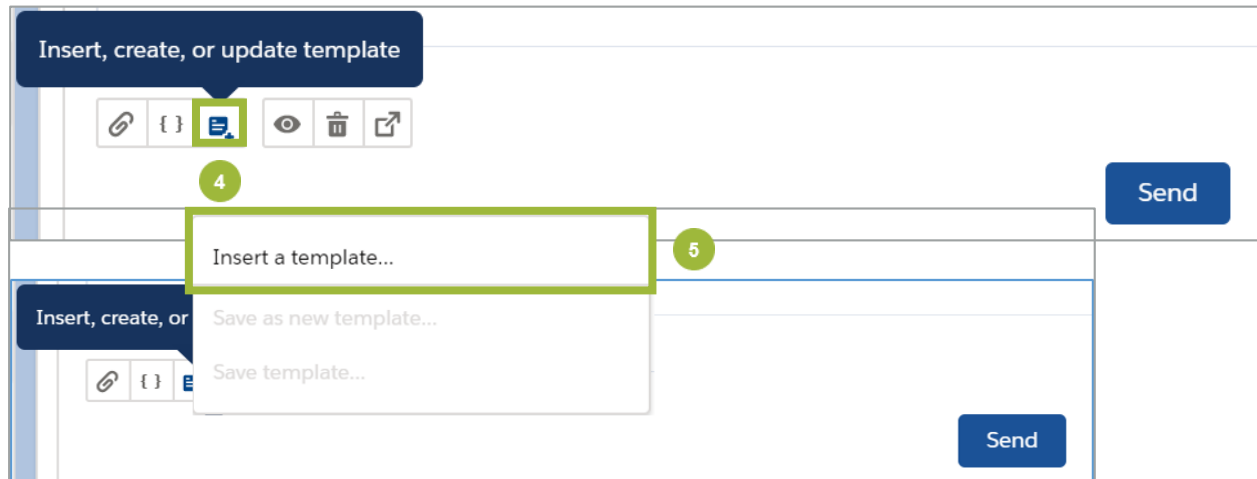 Insert, create, or update template
{ }
4
Send
Insert a template...
5
Insert, create, or
Save as new template...
{ }
Save template...
Send